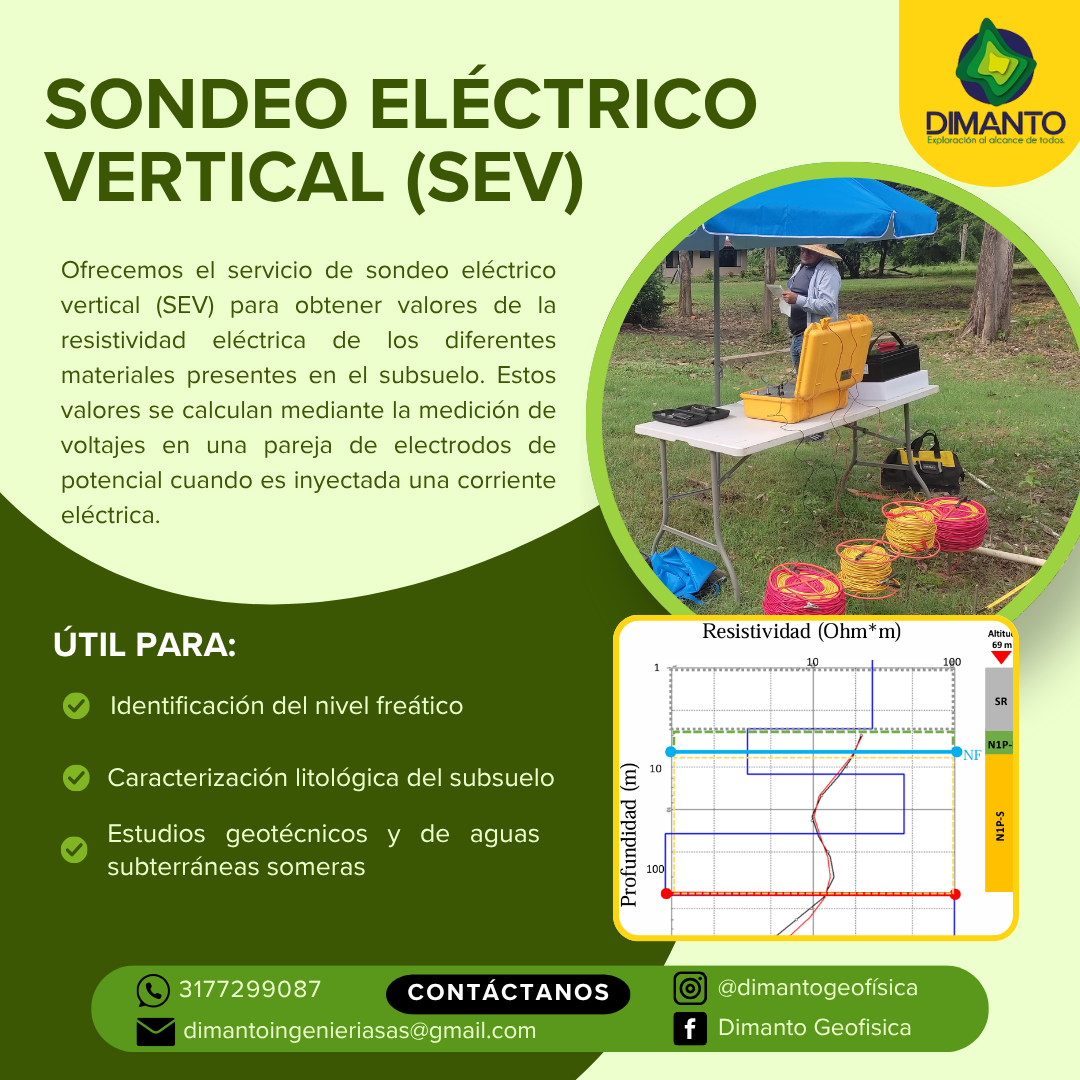 SONDEO ELÉCTRICO
VERTICAL (SEV)
DIMANTO
Exploración al alcance de todos.
Ofrecemos el servicio de sondeo eléctrico
vertical (SEV) para obtener valores de la
resistividad eléctrica de los diferentes
materiales presentes en el subsuelo. Estos
valores se calculan mediante la medición de
voltajes en una pareja de electrodos de
potencial cuando es inyectada una corriente
eléctrica.
ÚTIL PARA:
Identificación del nivel freático
Caracterización litológica del subsuelo
Estudios geotécnicos y de aguas
subterráneas someras
Resistividad (Ohm*m)
1
10
100
10
100
Profundidad (m)
NF
69 m
SR
N1P-
N1P-S
3177299087
dimantoingenieriasas@gmail.com
CONTÁCTANOS
@dimantogeofísica
Dimanto Geofisica